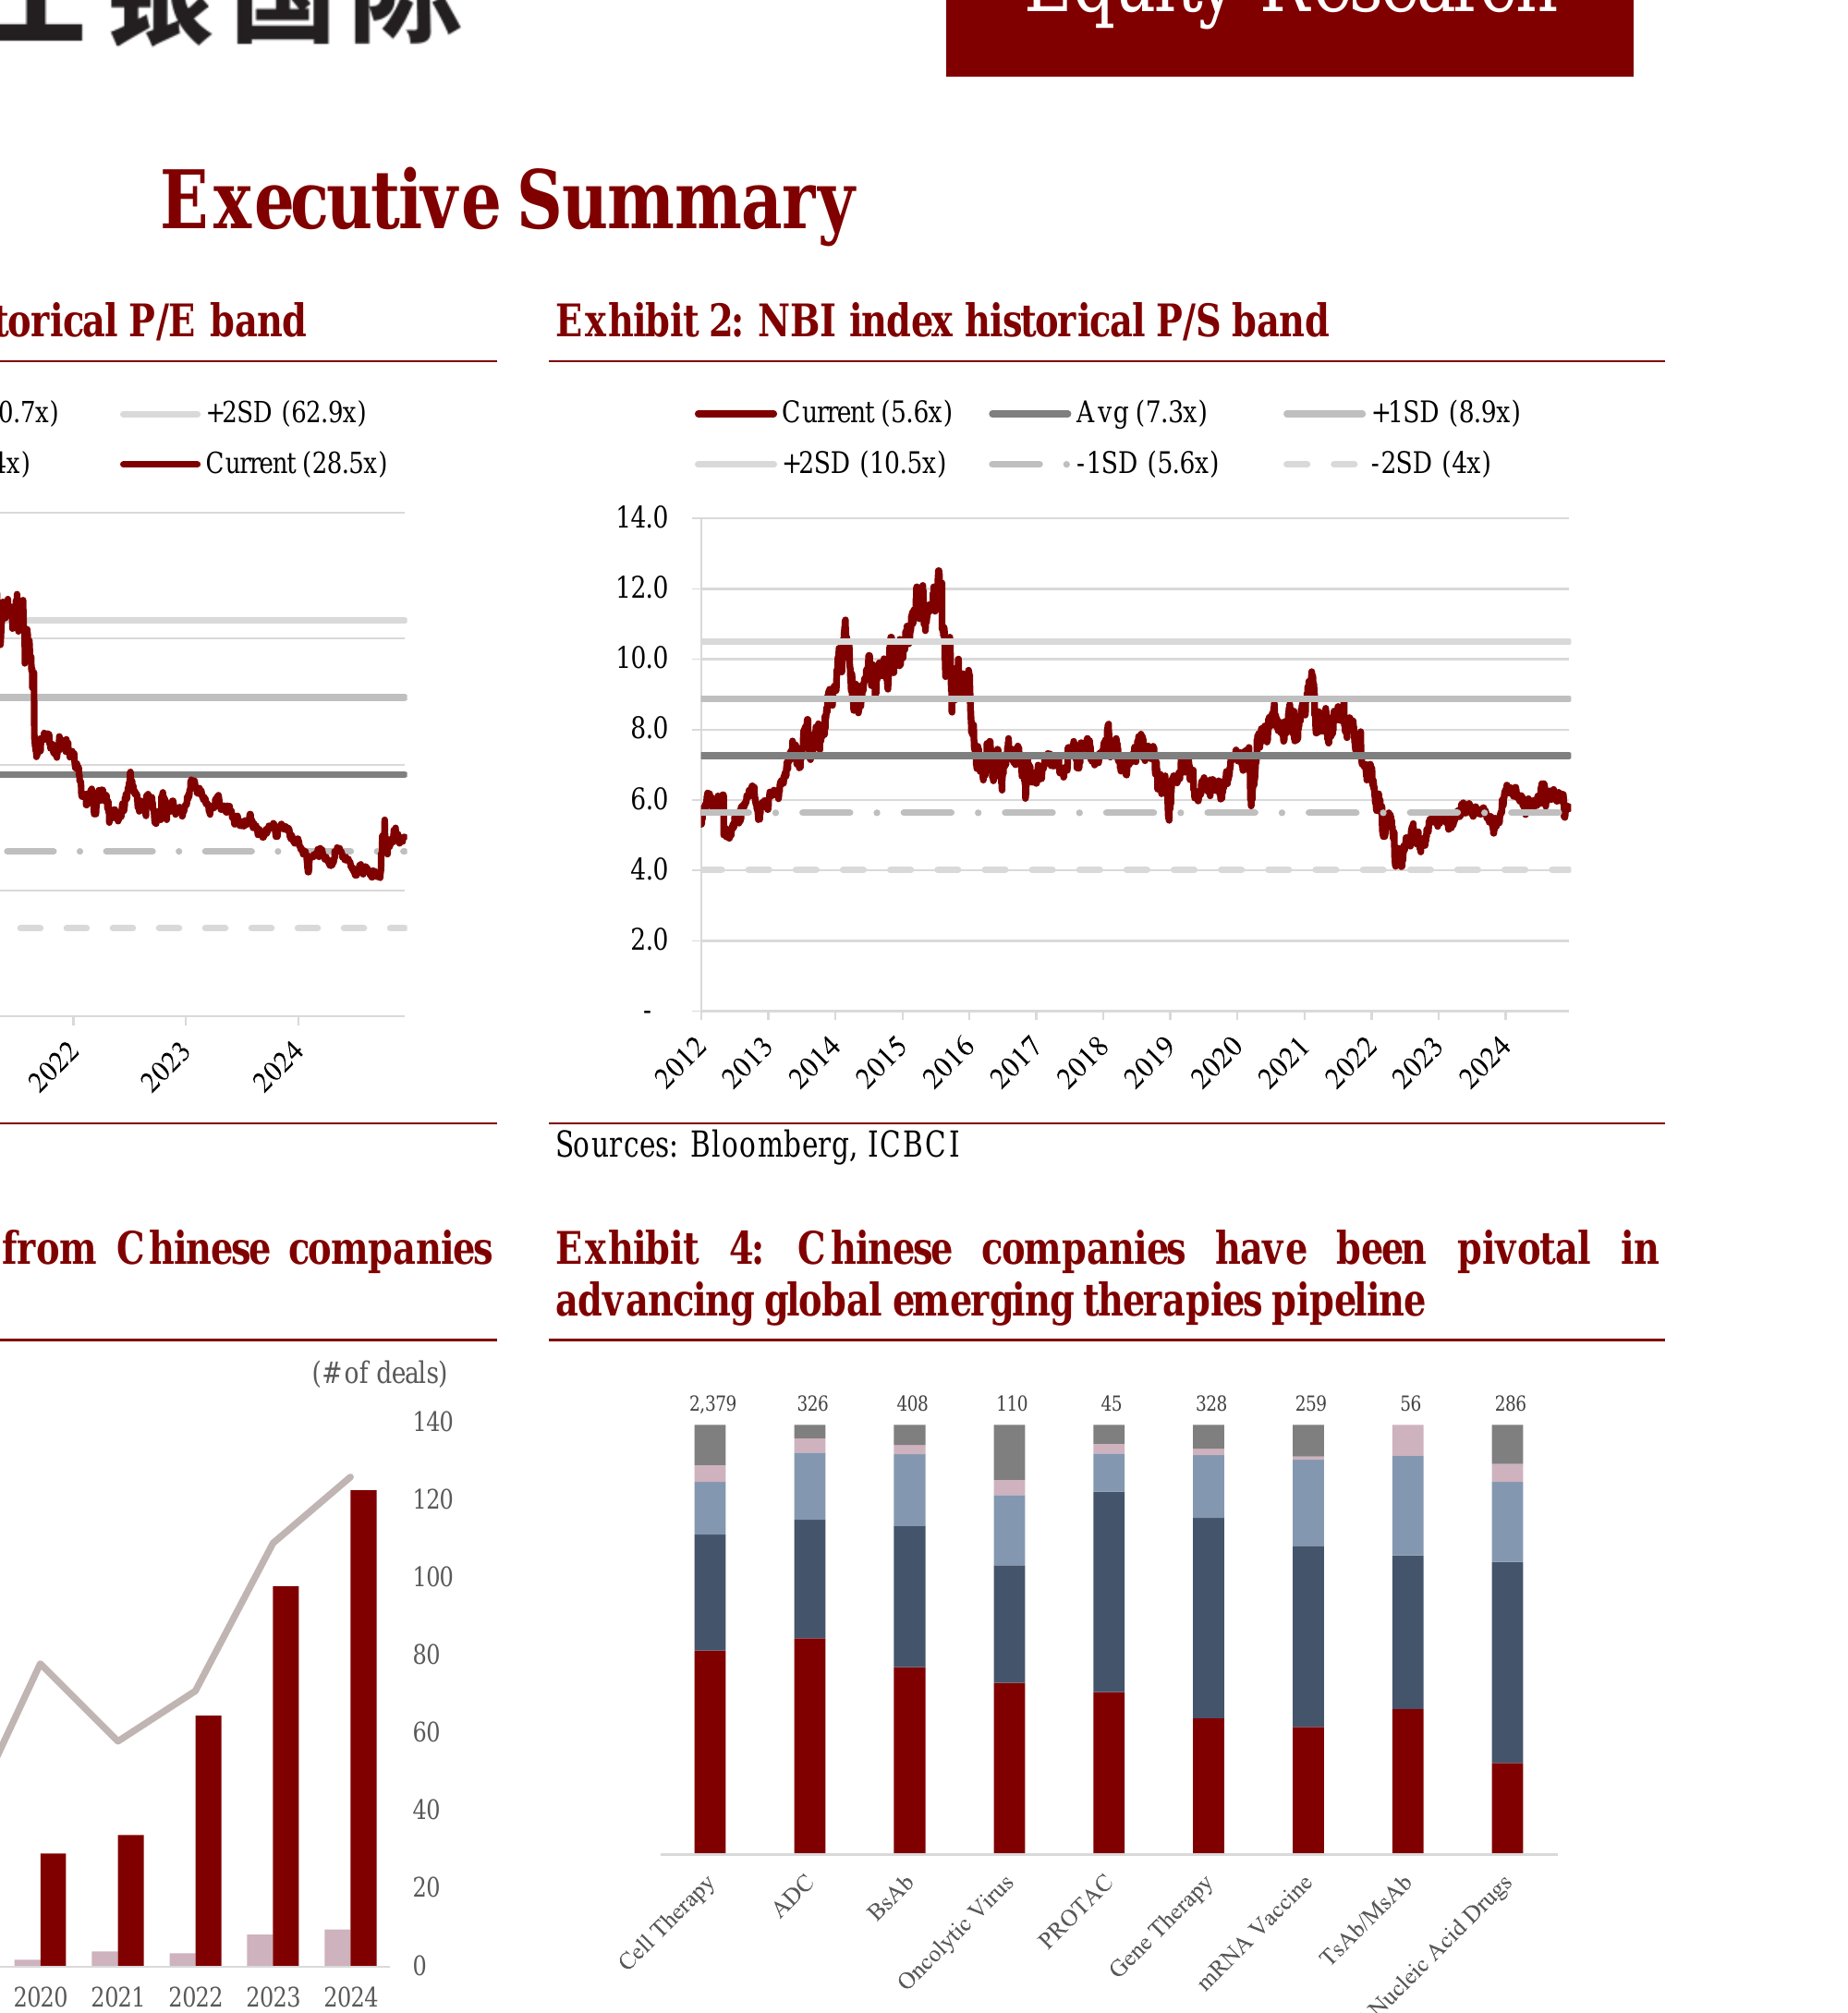 国际
Equity Research
Executive Summary
torical P/E band
0.7x)
+2SD (62.9x)
4x)
Current (28.5x)
2022
2023
2024
Exhibit 2: NBI index historical P/S band
Current (5.6x)
Avg (7.3x)
+1SD (8.9x)
+2SD (10.5x)
-1SD (5.6x)
-2SD (4x)
14.0
12.0
10.0
8.0
6.0
4.0
2.0
-
2012
2013
2014
2015
2016
2017
2018
2019
2020
2021
2022
2023
2024
Sources: Bloomberg, ICBCI
from Chinese companies
(# of deals)
140
120
100
80
60
40
20
0
2020
2021
2022
2023
2024
Exhibit 4: Chinese companies have been pivotal in
advancing global emerging therapies pipeline
2,379
326
408
110
45
328
259
56
286
Cell Therapy
ADC
BsAb
Oncolytic Virus
PROTAC
Gene Therapy
mRNA Vaccine
TsAb/MsAb
Nucleic Acid Drugs